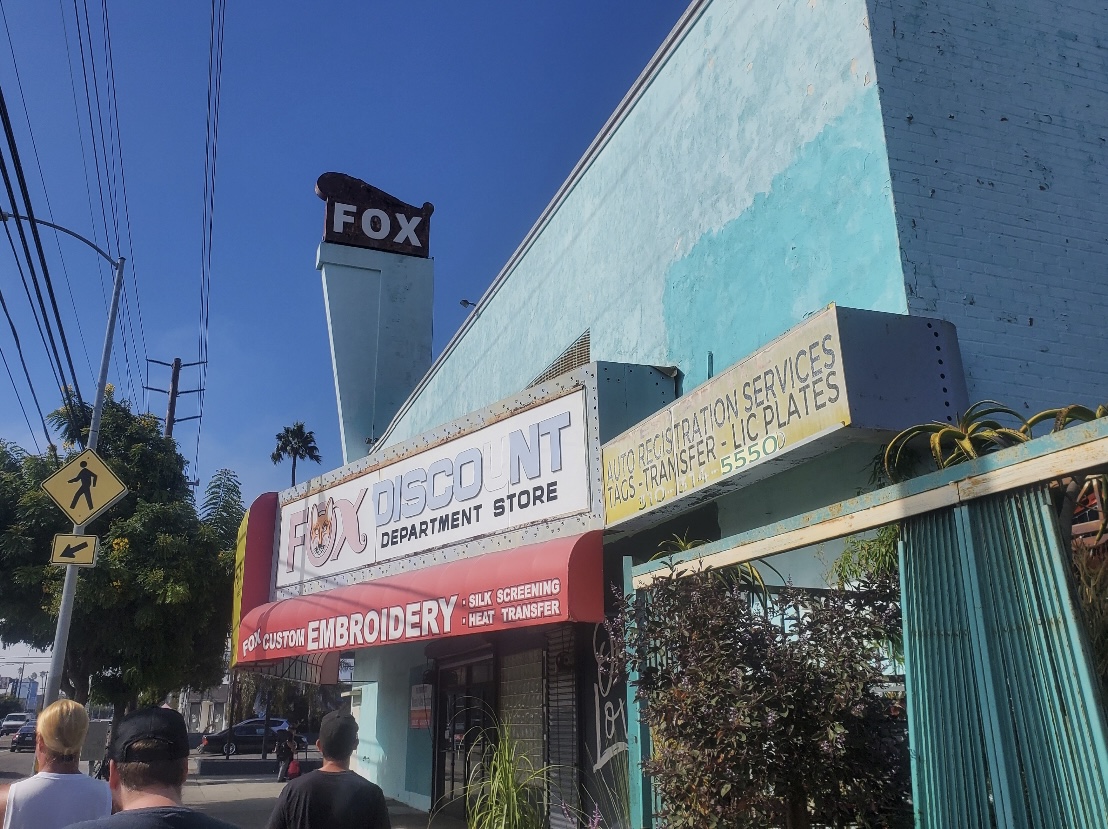 FOX
FOX DISCOUNT
DEPARTMENT STORE
AUTO REGISTRATION SERVICES
TAGS - TRANSFER - LIC PLATES
5550
FOX CUSTOM EMBROIDERY
· SILK SCREENING
· HEAT TRANSFER